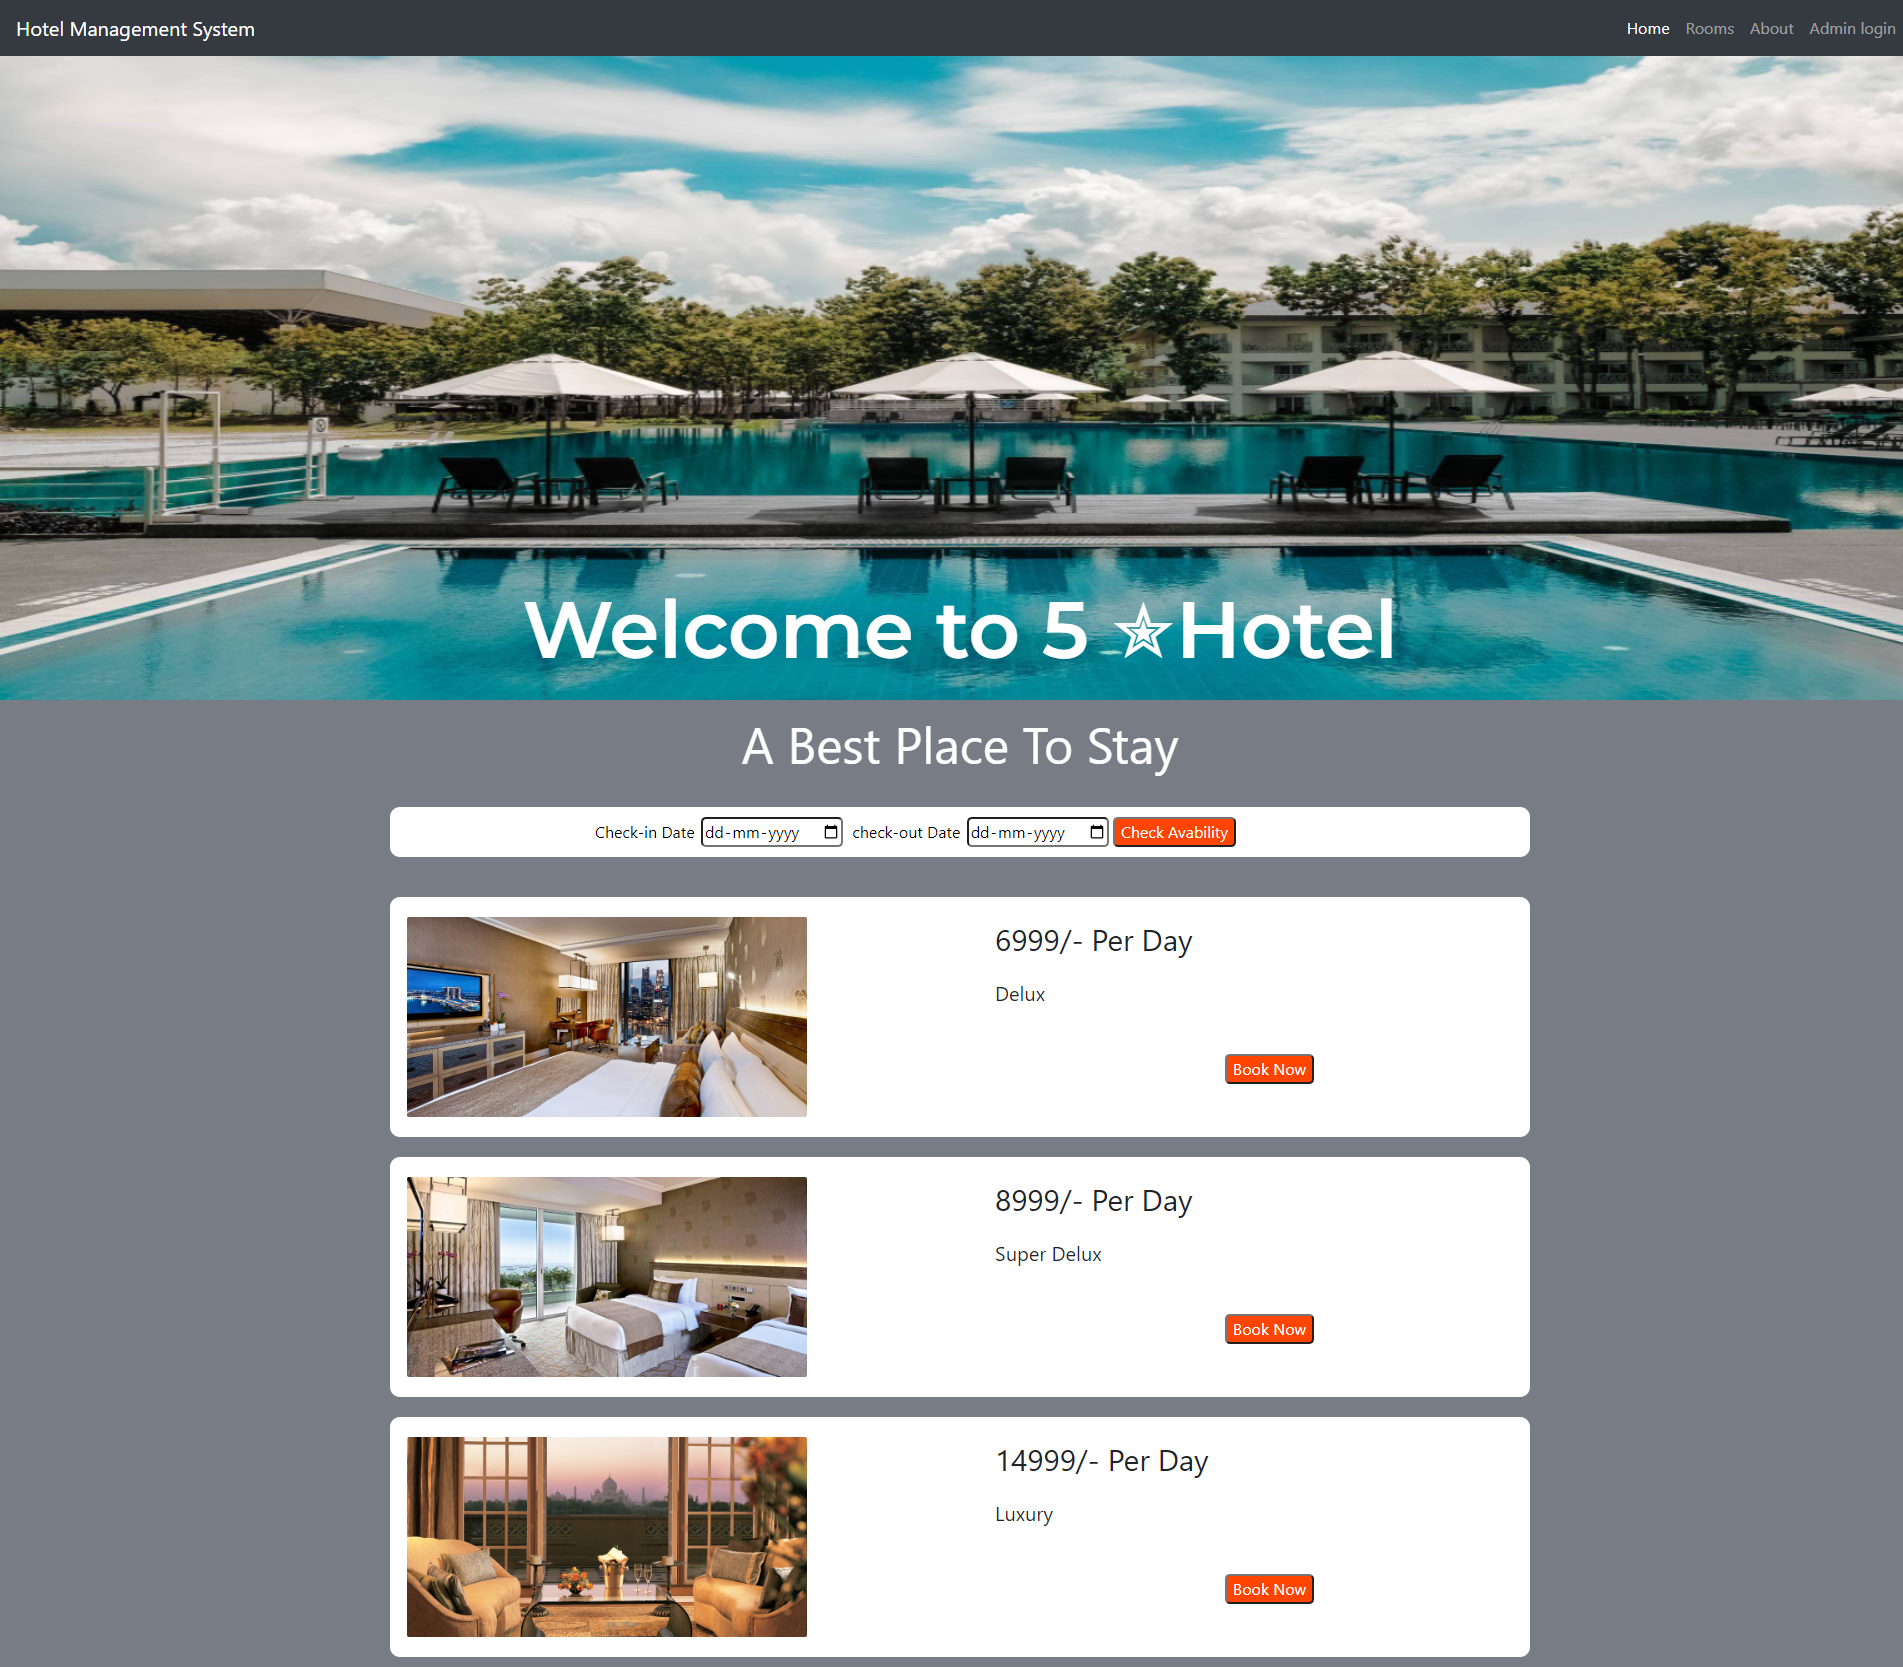 Hotel Management System
Home Rooms About Admin login
Welcome to 5 ✯Hotel
A Best Place To Stay
Check-in Date dd-mm-yyyy check-out Date dd-mm-yyyy Check Avability
6999/- Per Day
Delux
Book Now
8999/- Per Day
Super Delux
Book Now
14999/- Per Day
Luxury
Book Now